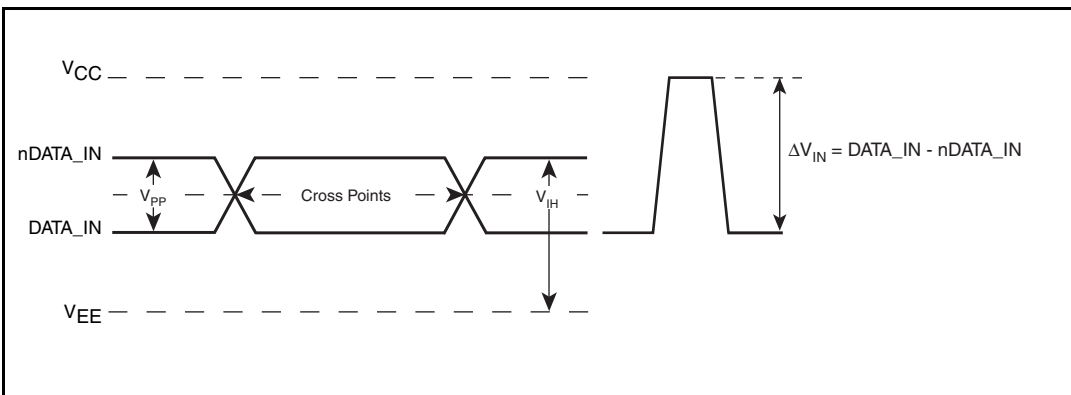 VCC
nDATA_IN
VPP
Cross Points
VIH
ΔVIN = DATA_IN - nDATA_IN
DATA_IN
VEE